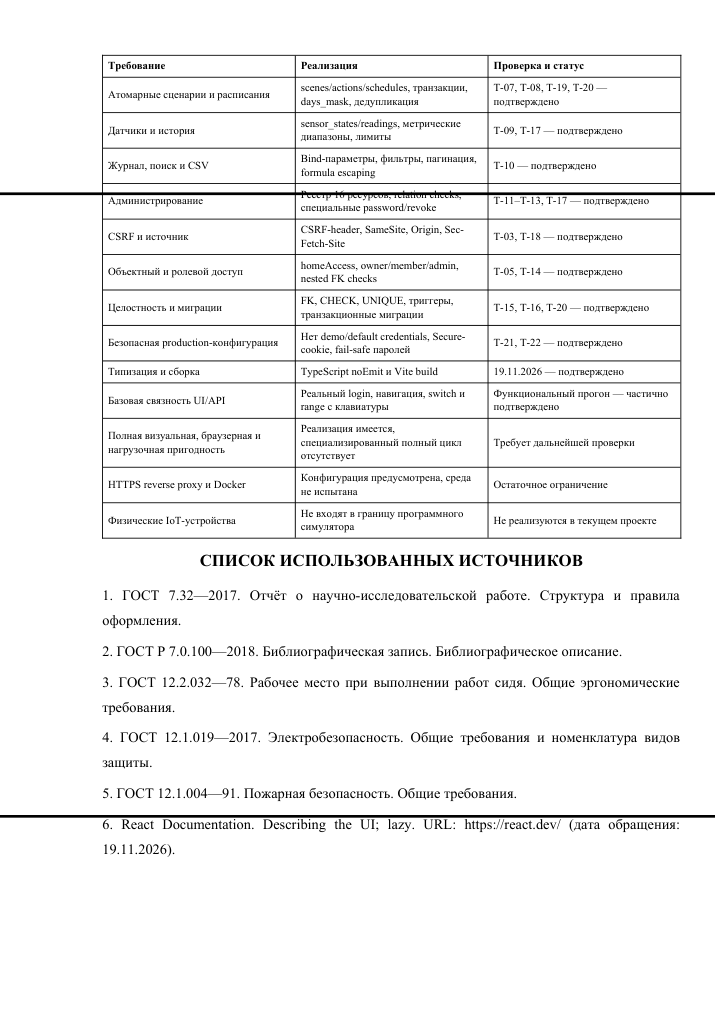 Требование Реализация Проверка и статус
Атомарные сценарии и расписания scenes/actions/schedules, транзакции, days_mask, дедупликация T-07, T-08, T-19, T-20 — подтверждено
Датчики и история sensor_states/readings, метрические диапазоны, лимиты T-09, T-17 — подтверждено
Журнал, поиск и CSV Bind-параметры, фильтры, пагинация, formula escaping T-10 — подтверждено
Администрирование Реестр 16 ресурсов, relation checks, специальные password/revoke T-11–T-13, T-17 — подтверждено
CSRF и источник CSRF-header, SameSite, Origin, Sec-Fetch-Site T-03, T-18 — подтверждено
Объектный и ролевой доступ homeAccess, owner/member/admin, nested FK checks T-05, T-14 — подтверждено
Целостность и миграции FK, CHECK, UNIQUE, триггеры, транзакционные миграции T-15, T-16, T-20 — подтверждено
Безопасная production-конфигурация Нет demo/default credentials, Secure-cookie, fail-safe паролей T-21, T-22 — подтверждено
Типизация и сборка TypeScript noEmit и Vite build 19.11.2026 — подтверждено
Базовая связность UI/API Реальный login, навигация, switch и range с клавиатуры Функциональный прогон — частично подтверждено
Полная визуальная, браузерная и нагрузочная пригодность Реализация имеется, специализированный полный цикл отсутствует Требует дальнейшей проверки
HTTPS reverse proxy и Docker Конфигурация предусмотрена, среда не испытана Остаточное ограничение
Физические IoT-устройства Не входят в границу программного симулятора Не реализуются в текущем проекте
СПИСОК ИСПОЛЬЗОВАННЫХ ИСТОЧНИКОВ
1. ГОСТ 7.32—2017. Отчёт о научно-исследовательской работе. Структура и правила
оформления.
2. ГОСТ Р 7.0.100—2018. Библиографическая запись. Библиографическое описание.
3. ГОСТ 12.2.032—78. Рабочее место при выполнении работ сидя. Общие эргономические
требования.
4. ГОСТ 12.1.019—2017. Электробезопасность. Общие требования и номенклатура видов
защиты.
5. ГОСТ 12.1.004—91. Пожарная безопасность. Общие требования.
6. React Documentation. Describing the UI; lazy. URL: https://react.dev/ (дата обращения:
19.11.2026).